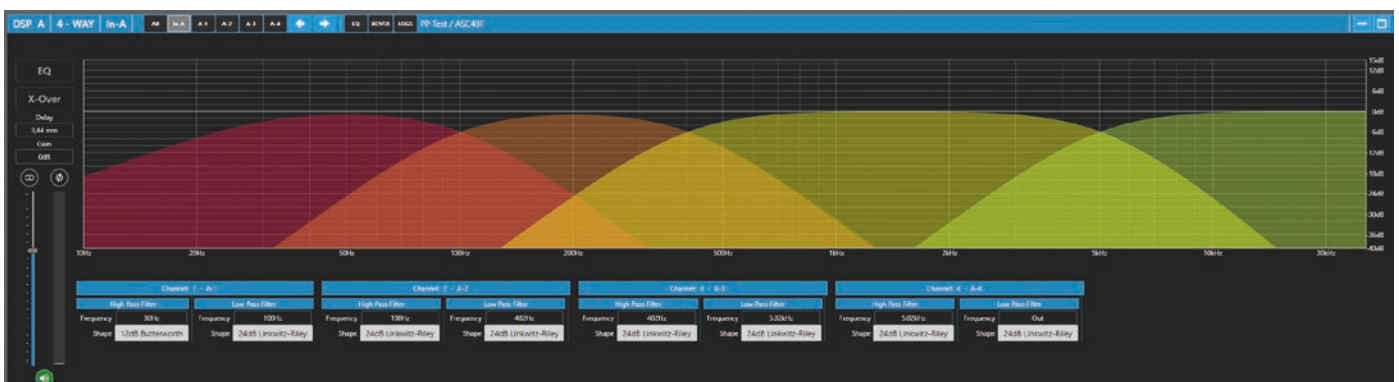 DSP A 4 - WAY In-A All In-A A-1 A-2 A-3 A-4 EQ XOVER LOGS PP Test / ASC48F
EQ
X-Over
Delay
3,44 mm
Gain
0dB
15dB
12dB
6dB
0dB
-6dB
-12dB
-18dB
-24dB
-30dB
-36dB
-40dB
10Hz 20Hz 50Hz 100Hz 200Hz 500Hz 1kHz 2kHz 5kHz 10kHz 20kHz
Channel 1 - A-1 Channel 2 - A-2 Channel 3 - A-3 Channel 4 - A-4
High Pass Filter Low Pass Filter High Pass Filter Low Pass Filter High Pass Filter Low Pass Filter High Pass Filter Low Pass Filter
Frequency 30Hz Frequency 100Hz Frequency 100Hz Frequency 402Hz Frequency 402Hz Frequency 5.02kHz Frequency 5.02kHz Frequency Out
Shape 12dB Butterworth Shape 24dB Linkwitz-Riley Shape 24dB Linkwitz-Riley Shape 24dB Linkwitz-Riley Shape 24dB Linkwitz-Riley Shape 24dB Linkwitz-Riley Shape 24dB Linkwitz-Riley Shape 24dB Linkwitz-Riley